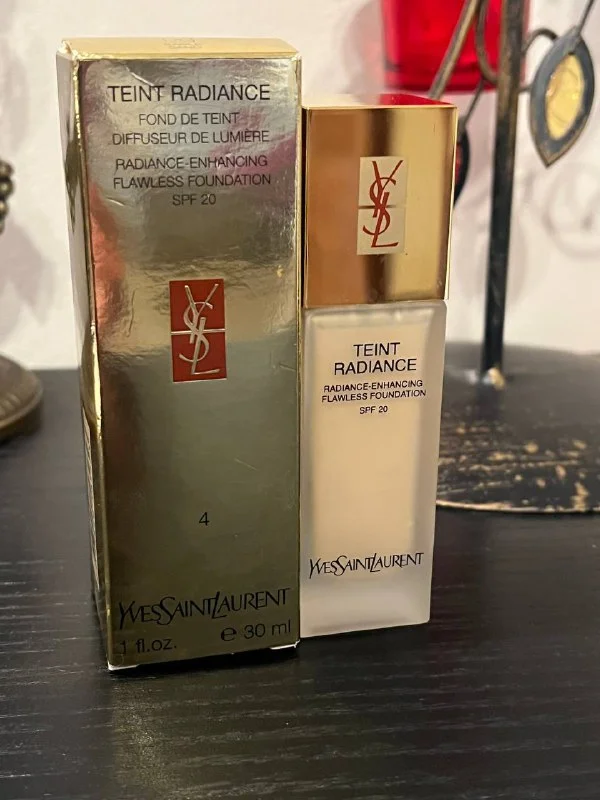 TEINT RADIANCE
FOND DE TEINT
DIFFUSEUR DE LUMIÈRE
RADIANCE-ENHANCING
FLAWLESS FOUNDATION
SPF 20
YSL
4
YVESSAINTLAURENT
1 fl.oz. e 30 ml
YSL
TEINT
RADIANCE
RADIANCE-ENHANCING
FLAWLESS FOUNDATION
SPF 20
YVESSAINTLAURENT